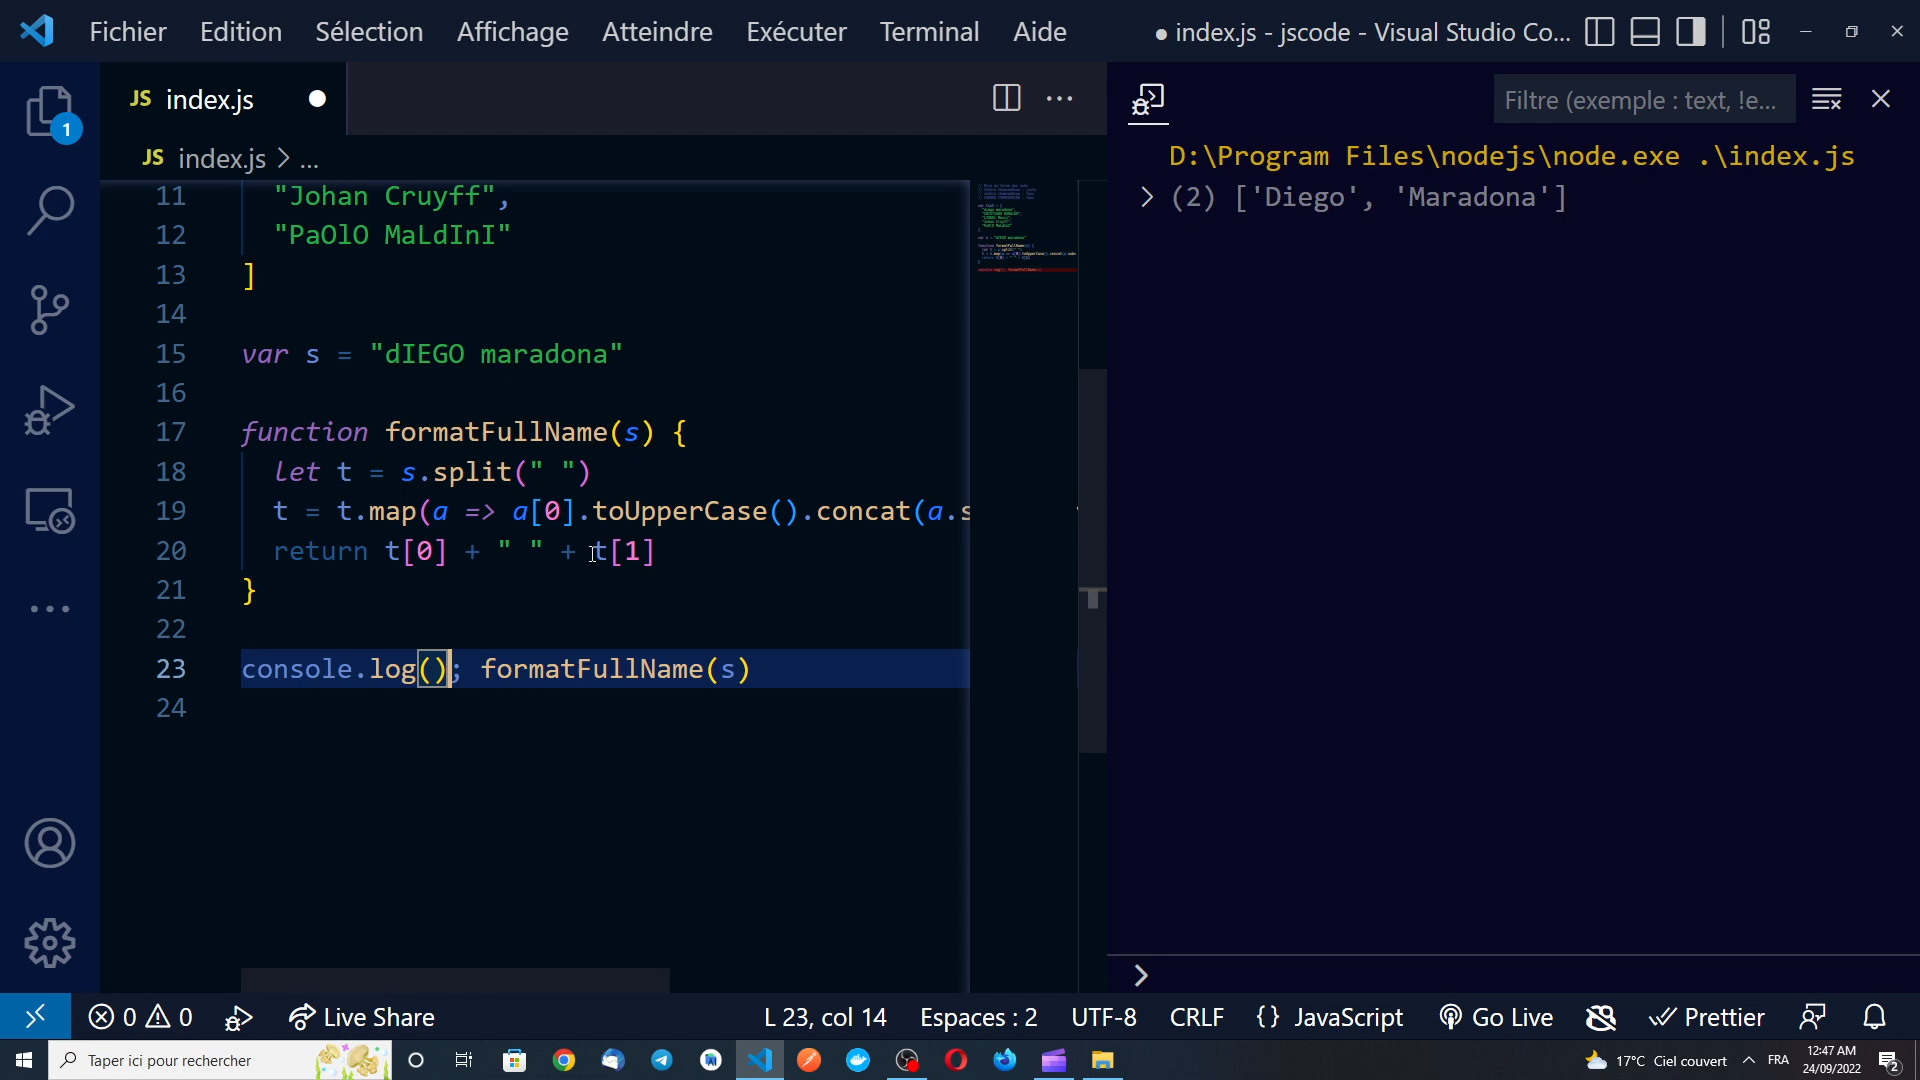 Fichier Edition Sélection Affichage Atteindre Exécuter Terminal Aide
● index.js - jscode - Visual Studio Co...
JS index.js
Filtre (exemple : text, !e...
1
JS index.js > ...
11 "Johan Cruyff",
12 "PaOlO MaLdInI"
13 ]
14
15 var s = "dIEGO maradona"
16
17 function formatFullName(s) {
18 let t = s.split(" ")
19 t = t.map(a => a[0].toUpperCase().concat(a.s
20 return t[0] + " " + t[1]
21 }
22
23 console.log(); formatFullName(s)
24
D:\Program Files\nodejs\node.exe .\index.js
> (2) ['Diego', 'Maradona']
>
0 0 Live Share L 23, col 14 Espaces : 2 UTF-8 CRLF {} JavaScript Go Live Prettier
Taper ici pour rechercher
17°C Ciel couvert FRA 12:47 AM
24/09/2022
2